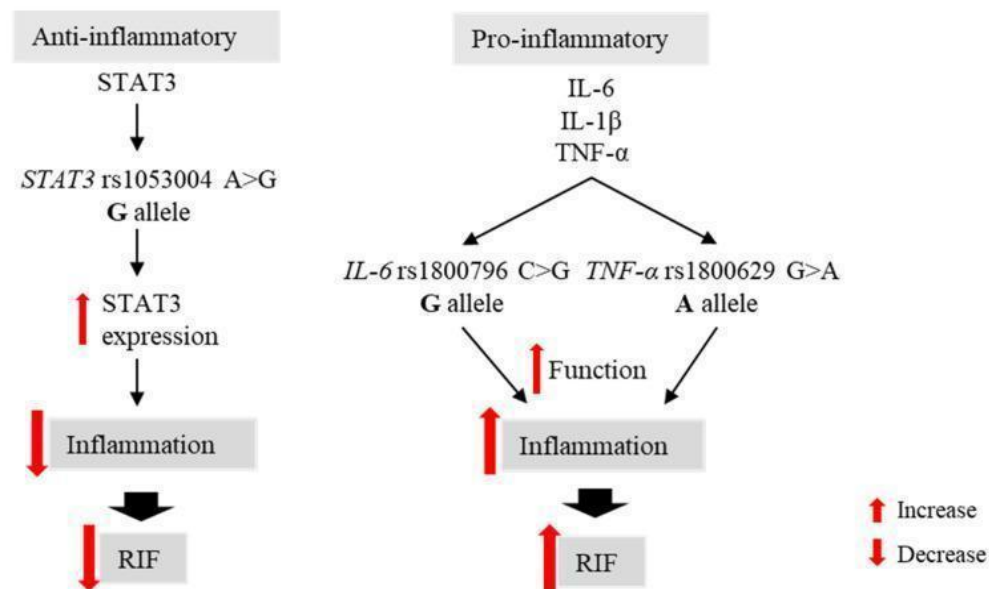 Anti-inflammatory
STAT3
STAT3 rs1053004 A>G
G allele
STAT3
expression
Inflammation
RIF
Pro-inflammatory
IL-6
IL-1β
TNF-α
IL-6 rs1800796 C>G
G allele
TNF-α rs1800629 G>A
A allele
Function
Inflammation
RIF
Increase
Decrease